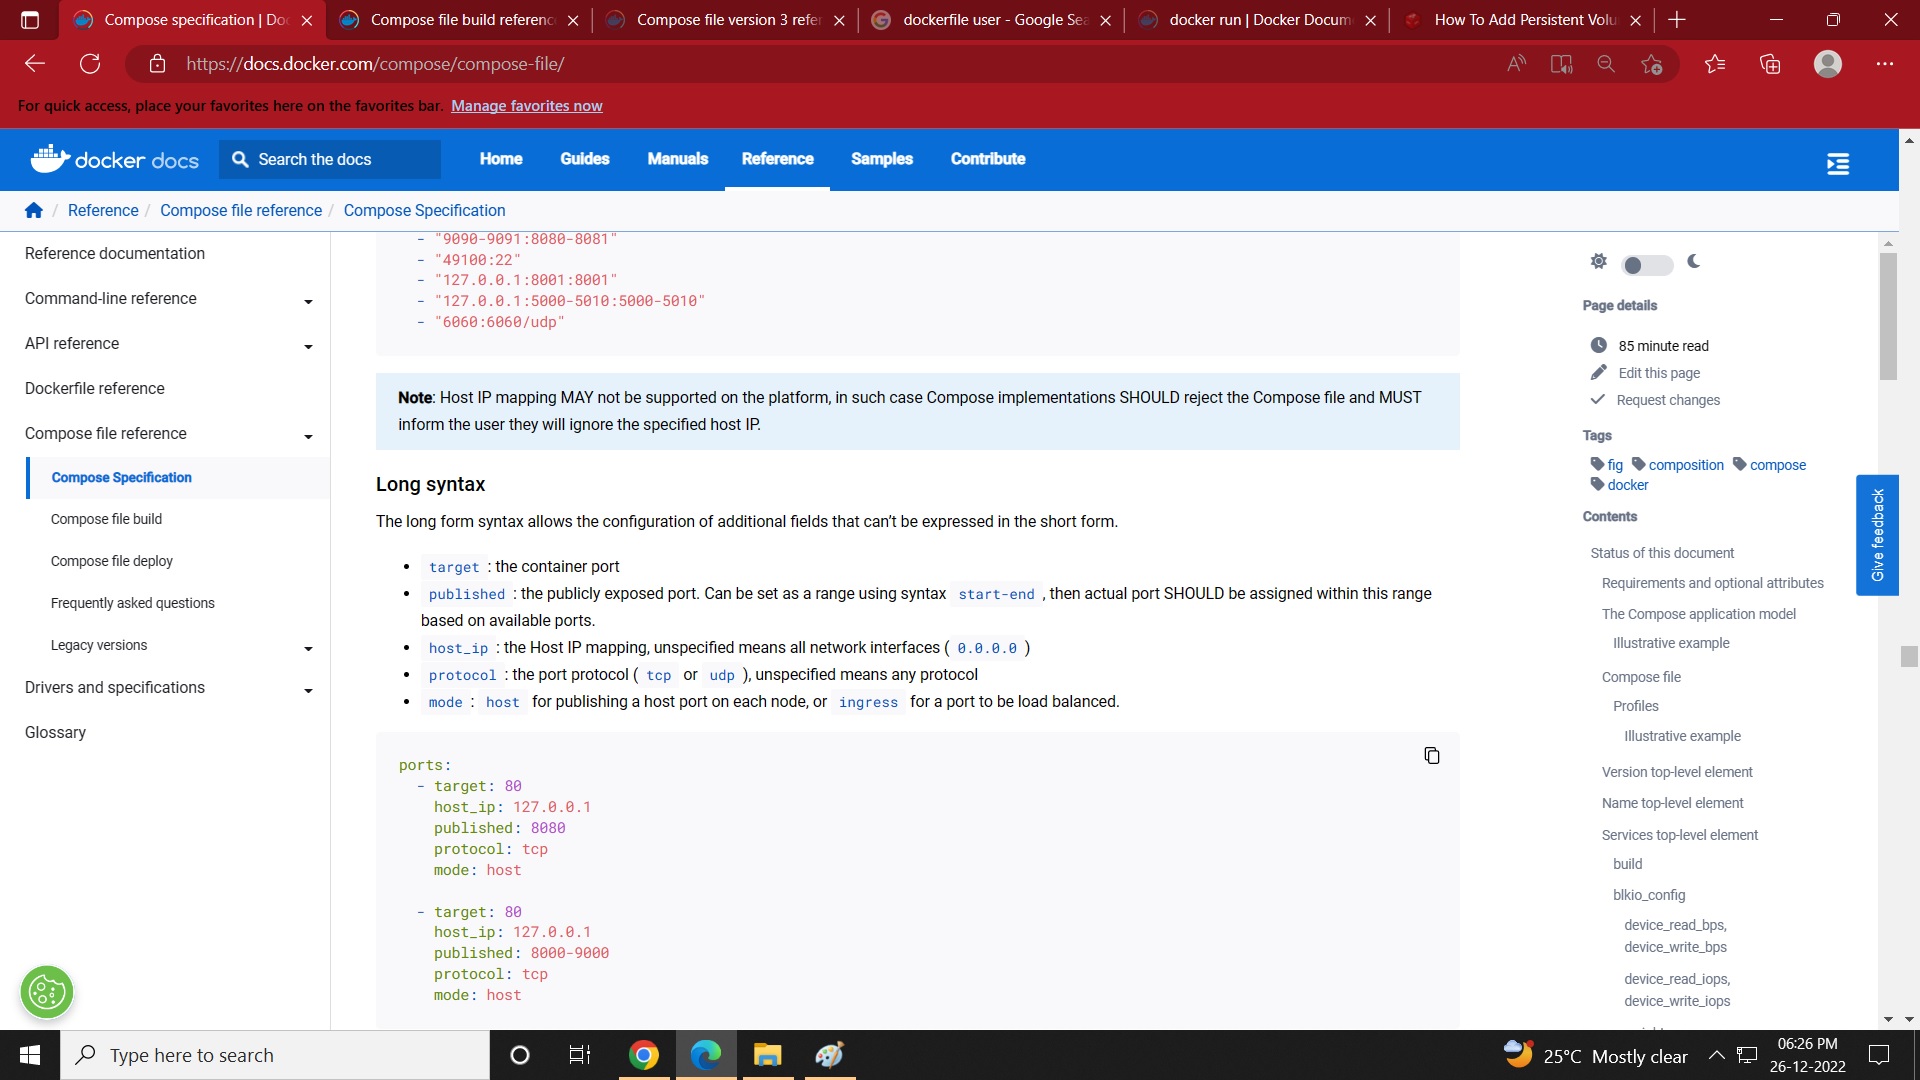 Compose specification | Doc
Compose file build referenc
Compose file version 3 refer
dockerfile user - Google Sea
docker run | Docker Docum
How To Add Persistent Volu
https://docs.docker.com/compose/compose-file/
For quick access, place your favorites here on the favorites bar. Manage favorites now
docker docs
Search the docs
Home
Guides
Manuals
Reference
Samples
Contribute
/ Reference / Compose file reference / Compose Specification
Reference documentation
Command-line reference
API reference
Dockerfile reference
Compose file reference
Compose Specification
Compose file build
Compose file deploy
Frequently asked questions
Legacy versions
Drivers and specifications
Glossary
- "9090-9091:8080-8081"
- "49100:22"
- "127.0.0.1:8001:8001"
- "127.0.0.1:5000-5010:5000-5010"
- "6060:6060/udp"
Note: Host IP mapping MAY not be supported on the platform, in such case Compose implementations SHOULD reject the Compose file and MUST
inform the user they will ignore the specified host IP.
Long syntax
The long form syntax allows the configuration of additional fields that can't be expressed in the short form.
• target : the container port
• published : the publicly exposed port. Can be set as a range using syntax start-end , then actual port SHOULD be assigned within this range
based on available ports.
• host_ip : the Host IP mapping, unspecified means all network interfaces ( 0.0.0.0 )
• protocol : the port protocol ( tcp or udp ), unspecified means any protocol
• mode : host for publishing a host port on each node, or ingress for a port to be load balanced.
ports:
- target: 80
host_ip: 127.0.0.1
published: 8080
protocol: tcp
mode: host
- target: 80
host_ip: 127.0.0.1
published: 8000-9000
protocol: tcp
mode: host
Page details
85 minute read
Edit this page
Request changes
Tags
fig composition compose
docker
Contents
Status of this document
Requirements and optional attributes
The Compose application model
Illustrative example
Compose file
Profiles
Illustrative example
Version top-level element
Name top-level element
Services top-level element
build
blkio_config
device_read_bps,
device_write_bps
device_read_iops,
device_write_iops
Give feedback
Type here to search
25°C Mostly clear
06:26 PM
26-12-2022